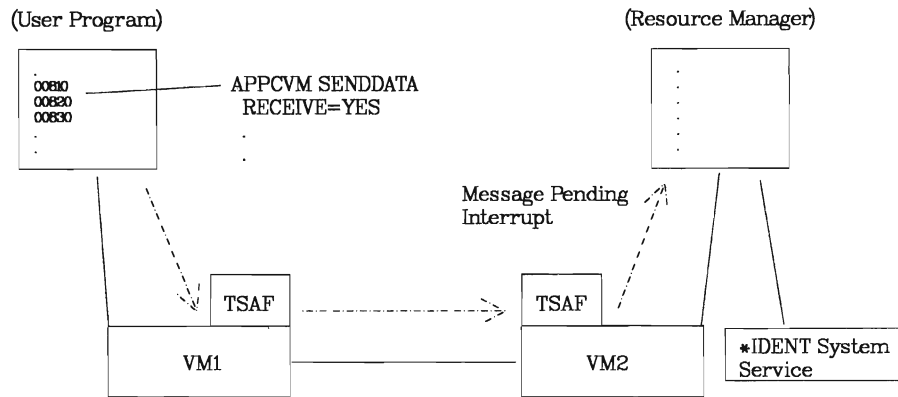 (User Program)
(Resource Manager)
00810
00820
00830
APPCVM SENDDATA
RECEIVE=YES
Message Pending
Interrupt
TSAF
TSAF
VM1
VM2
*IDENT System
Service